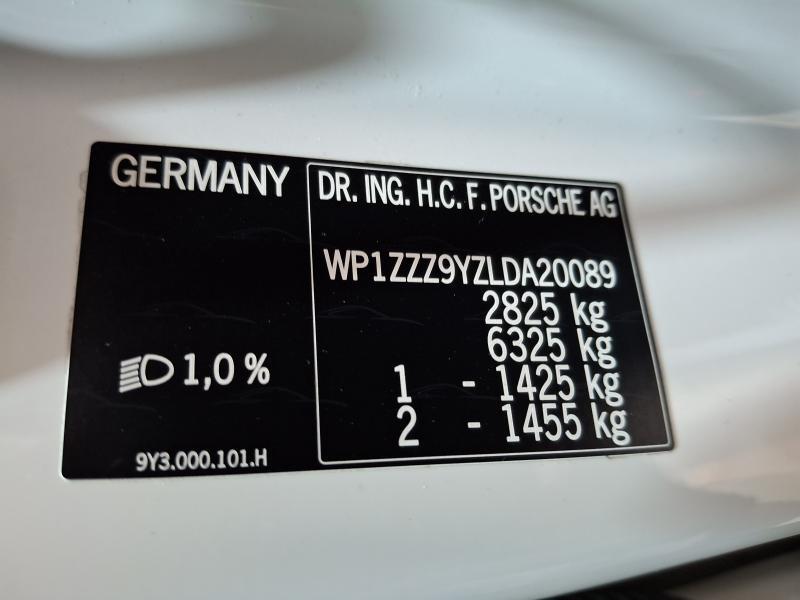 GERMANY
DR. ING. H.C. F. PORSCHE AG
WP1ZZZ9YZLDA20089
2825 kg
6325 kg
1 - 1425 kg
2 - 1455 kg
1,0 %
9Y3.000.101.H